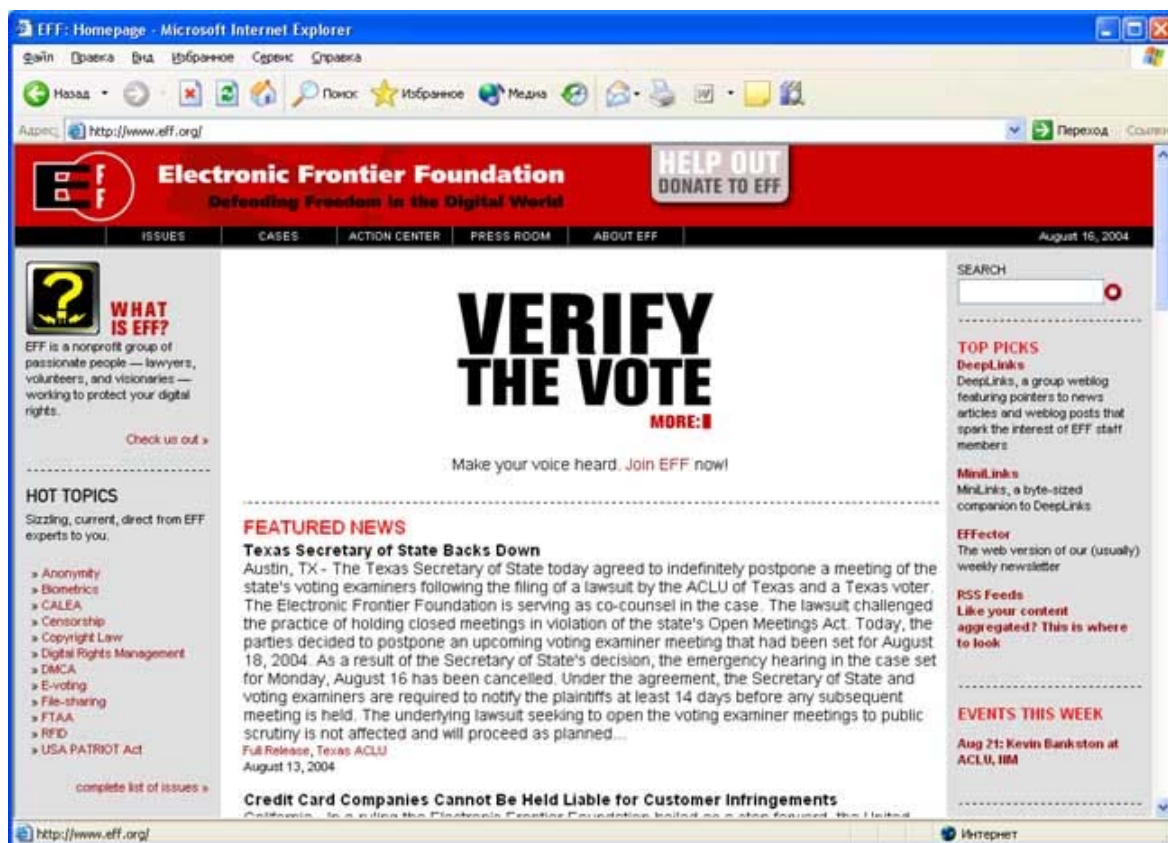 EFF: Homepage - Microsoft Internet Explorer
Файл Правка Вид Избранное Сервис Справка
Назад Поиск Избранное Медиа
Адрес: http://www.eff.org/ Переход Ссылки
EFF
Electronic Frontier Foundation
Defending Freedom in the Digital World
HELP OUT
DONATE TO EFF
ISSUES CASES ACTION CENTER PRESS ROOM ABOUT EFF August 16, 2004
WHAT
IS EFF?
EFF is a nonprofit group of
passionate people — lawyers,
volunteers, and visionaries —
working to protect your digital
rights.
Check us out »
HOT TOPICS
Sizzling, current, direct from EFF
experts to you.
» Anonymity
» Biometrics
» CALEA
» Censorship
» Copyright Law
» Digital Rights Management
» DMCA
» E-voting
» File-sharing
» FTAA
» RFID
» USA PATRIOT Act
complete list of issues »
VERIFY
THE VOTE
MORE:
Make your voice heard. Join EFF now!
FEATURED NEWS
Texas Secretary of State Backs Down
Austin, TX - The Texas Secretary of State today agreed to indefinitely postpone a meeting of the
state's voting examiners following the filing of a lawsuit by the ACLU of Texas and a Texas voter.
The Electronic Frontier Foundation is serving as co-counsel in the case. The lawsuit challenged
the practice of holding closed meetings in violation of the state's Open Meetings Act. Today, the
parties decided to postpone an upcoming voting examiner meeting that had been set for August
18, 2004. As a result of the Secretary of State's decision, the emergency hearing in the case set
for Monday, August 16 has been cancelled. Under the agreement, the Secretary of State and
voting examiners are required to notify the plaintiffs at least 14 days before any subsequent
meeting is held. The underlying lawsuit seeking to open the voting examiner meetings to public
scrutiny is not affected and will proceed as planned...
Full Release, Texas ACLU
August 13, 2004
Credit Card Companies Cannot Be Held Liable for Customer Infringements
California - In a ruling the Electronic Frontier Foundation hailed as a step forward, the United
SEARCH
TOP PICKS
DeepLinks
DeepLinks, a group weblog
featuring pointers to news
articles and weblog posts that
spark the interest of EFF staff
members
MiniLinks
MiniLinks, a byte-sized
companion to DeepLinks
EFFector
The web version of our (usually)
weekly newsletter
RSS Feeds
Like your content
aggregated? This is where
to look
EVENTS THIS WEEK
Aug 21: Kevin Bankston at
ACLU, IIM
http://www.eff.org/ Интернет